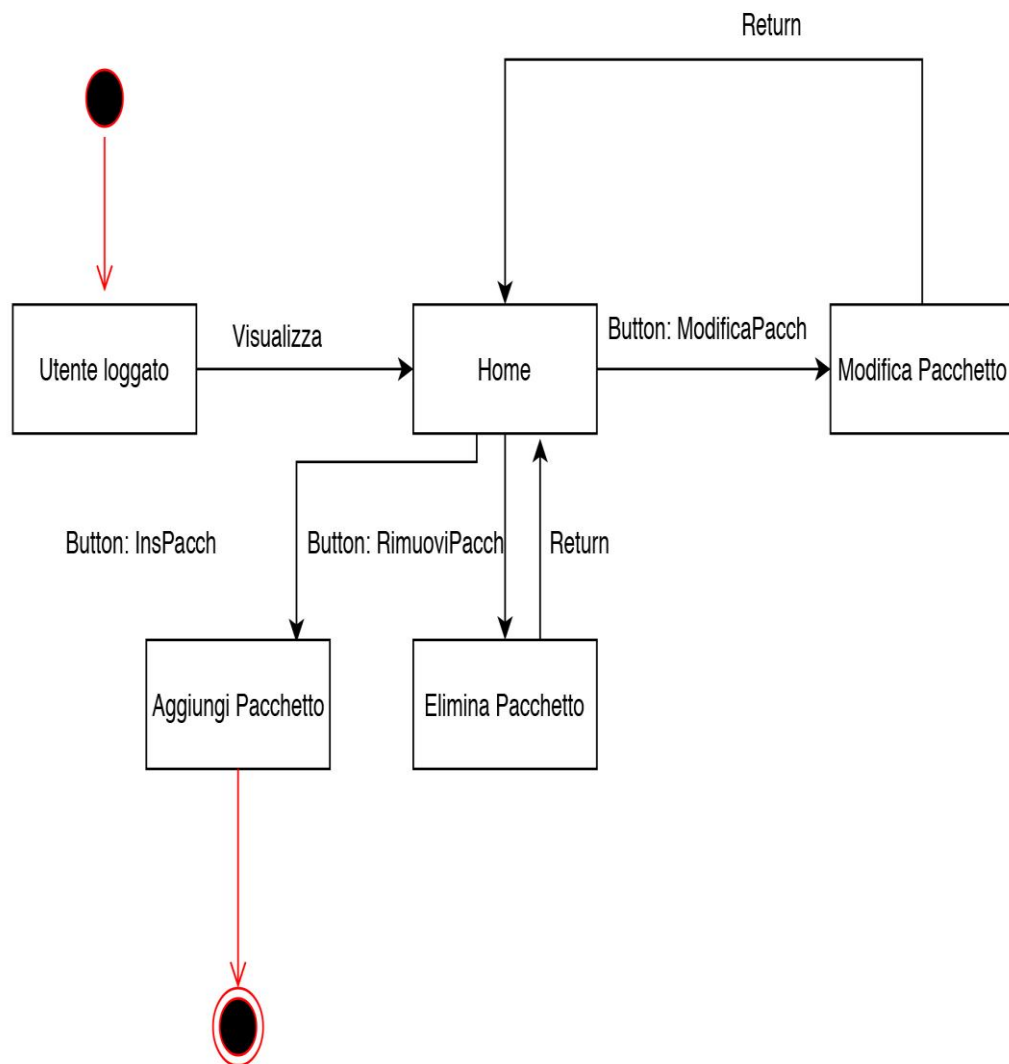 Return
Visualizza
Button: ModificaPacch
Utente loggato
Home
Modifica Pacchetto
Button: InsPacch
Button: RimuoviPacch
Return
Aggiungi Pacchetto
Elimina Pacchetto